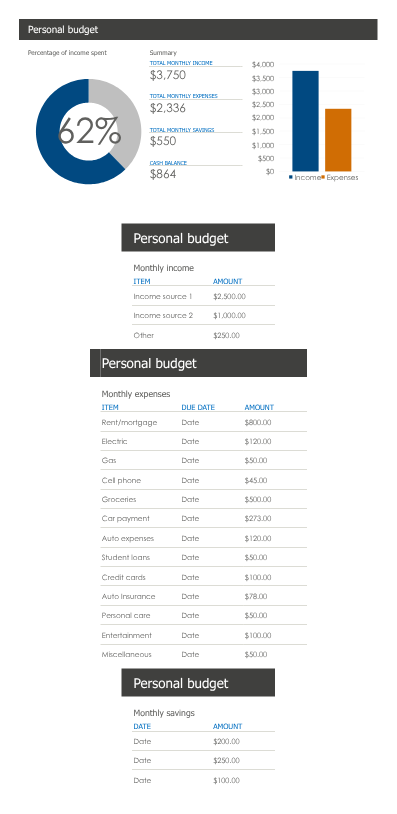 Personal budget
Percentage of income spent
62%
Summary
TOTAL MONTHLY INCOME
$3,750
TOTAL MONTHLY EXPENSES
$2,336
TOTAL MONTHLY SAVINGS
$550
CASH BALANCE
$864
$4,000
$3,500
$3,000
$2,500
$2,000
$1,500
$1,000
$500
$0
Income Expenses
Personal budget
Monthly income
ITEM AMOUNT
Income source 1 $2,500.00
Income source 2 $1,000.00
Other $250.00
Personal budget
Monthly expenses
ITEM DUE DATE AMOUNT
Rent/mortgage Date $800.00
Electric Date $120.00
Gas Date $50.00
Cell phone Date $45.00
Groceries Date $500.00
Car payment Date $273.00
Auto expenses Date $120.00
Student loans Date $50.00
Credit cards Date $100.00
Auto Insurance Date $78.00
Personal care Date $50.00
Entertainment Date $100.00
Miscellaneous Date $50.00
Personal budget
Monthly savings
DATE AMOUNT
Date $200.00
Date $250.00
Date $100.00